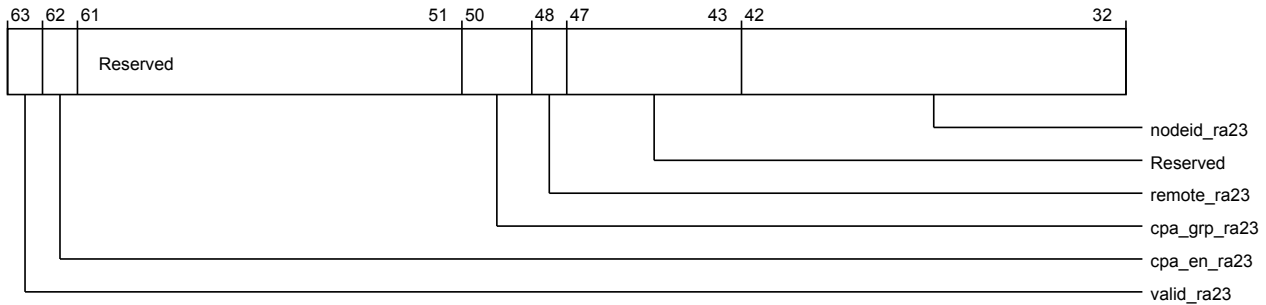 63 62 61 51 50 48 47 43 42 32
Reserved
nodeid_ra23
Reserved
remote_ra23
cpa_grp_ra23
cpa_en_ra23
valid_ra23